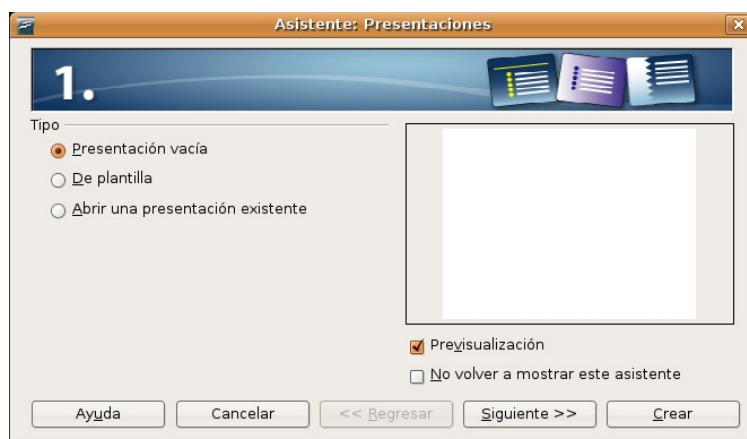 Asistente: Presentaciones
1.
Tipo
Presentación vacía
De plantilla
Abrir una presentación existente
Previsualización
No volver a mostrar este asistente
Ayuda Cancelar << Regresar Siguiente >> Crear